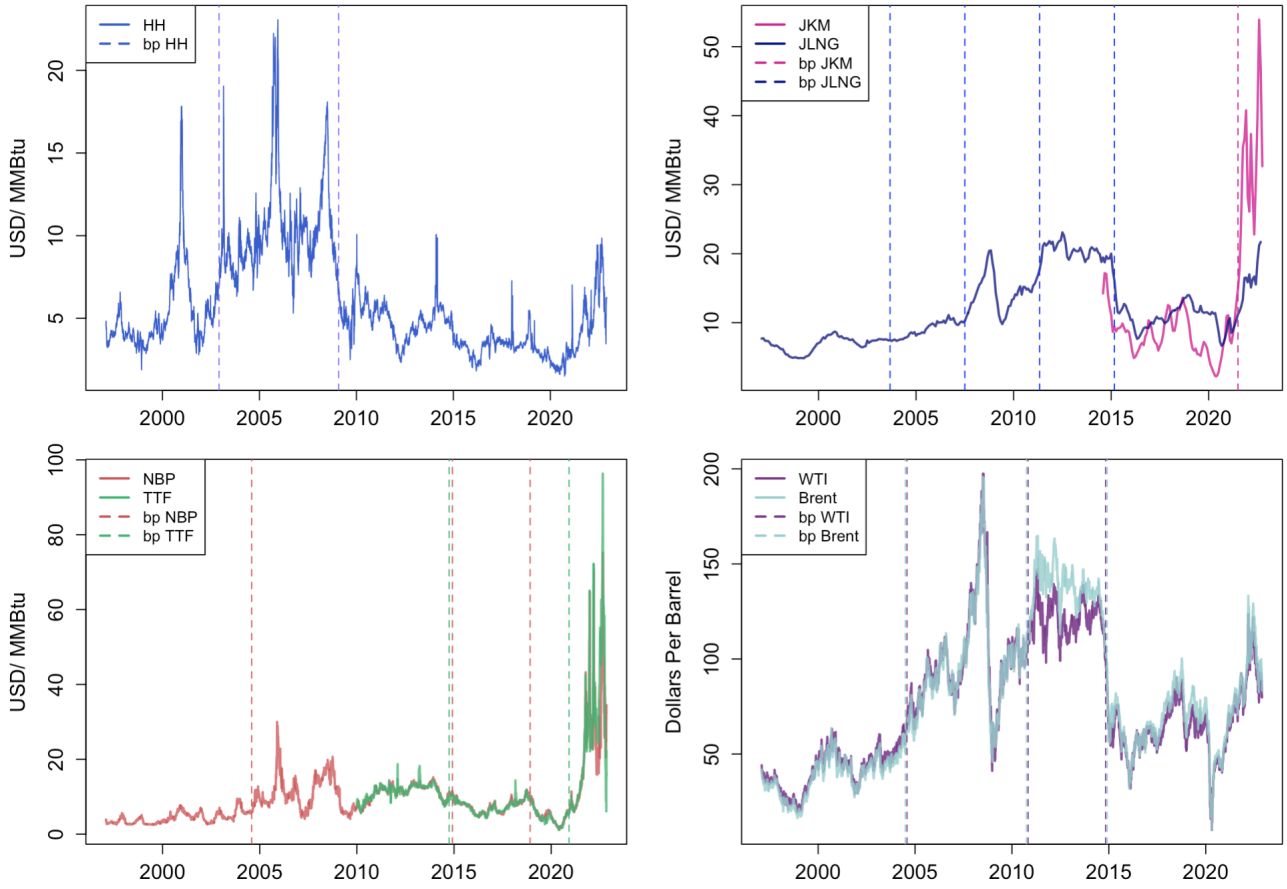 HH
bp HH
USD/ MMBtu
5
10
15
20
2000
2005
2010
2015
2020
JKM
JLNG
bp JKM
bp JLNG
USD/ MMBtu
10
20
30
40
50
2000
2005
2010
2015
2020
NBP
TTF
bp NBP
bp TTF
USD/ MMBtu
0
20
40
60
80
100
2000
2005
2010
2015
2020
WTI
Brent
bp WTI
bp Brent
Dollars Per Barrel
50
100
150
200
2000
2005
2010
2015
2020